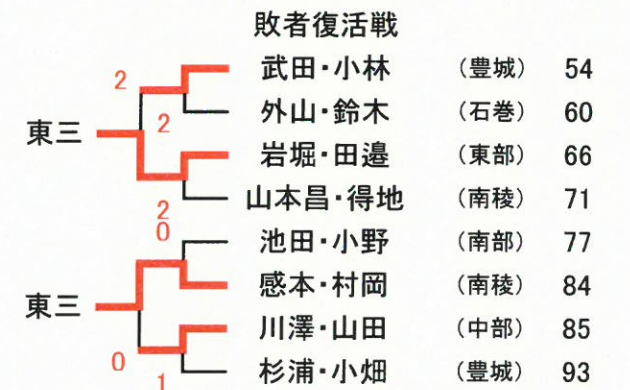 敗者復活戦
武田・小林 （豊城） 54
2
外山・鈴木 （石巻） 60
2
東三
岩堀・田邉 （東部） 66
山本昌・得地 （南稜） 71
2
0
池田・小野 （南部） 77
感本・村岡 （南稜） 84
東三
川澤・山田 （中部） 85
0
杉浦・小畑 （豊城） 93
1